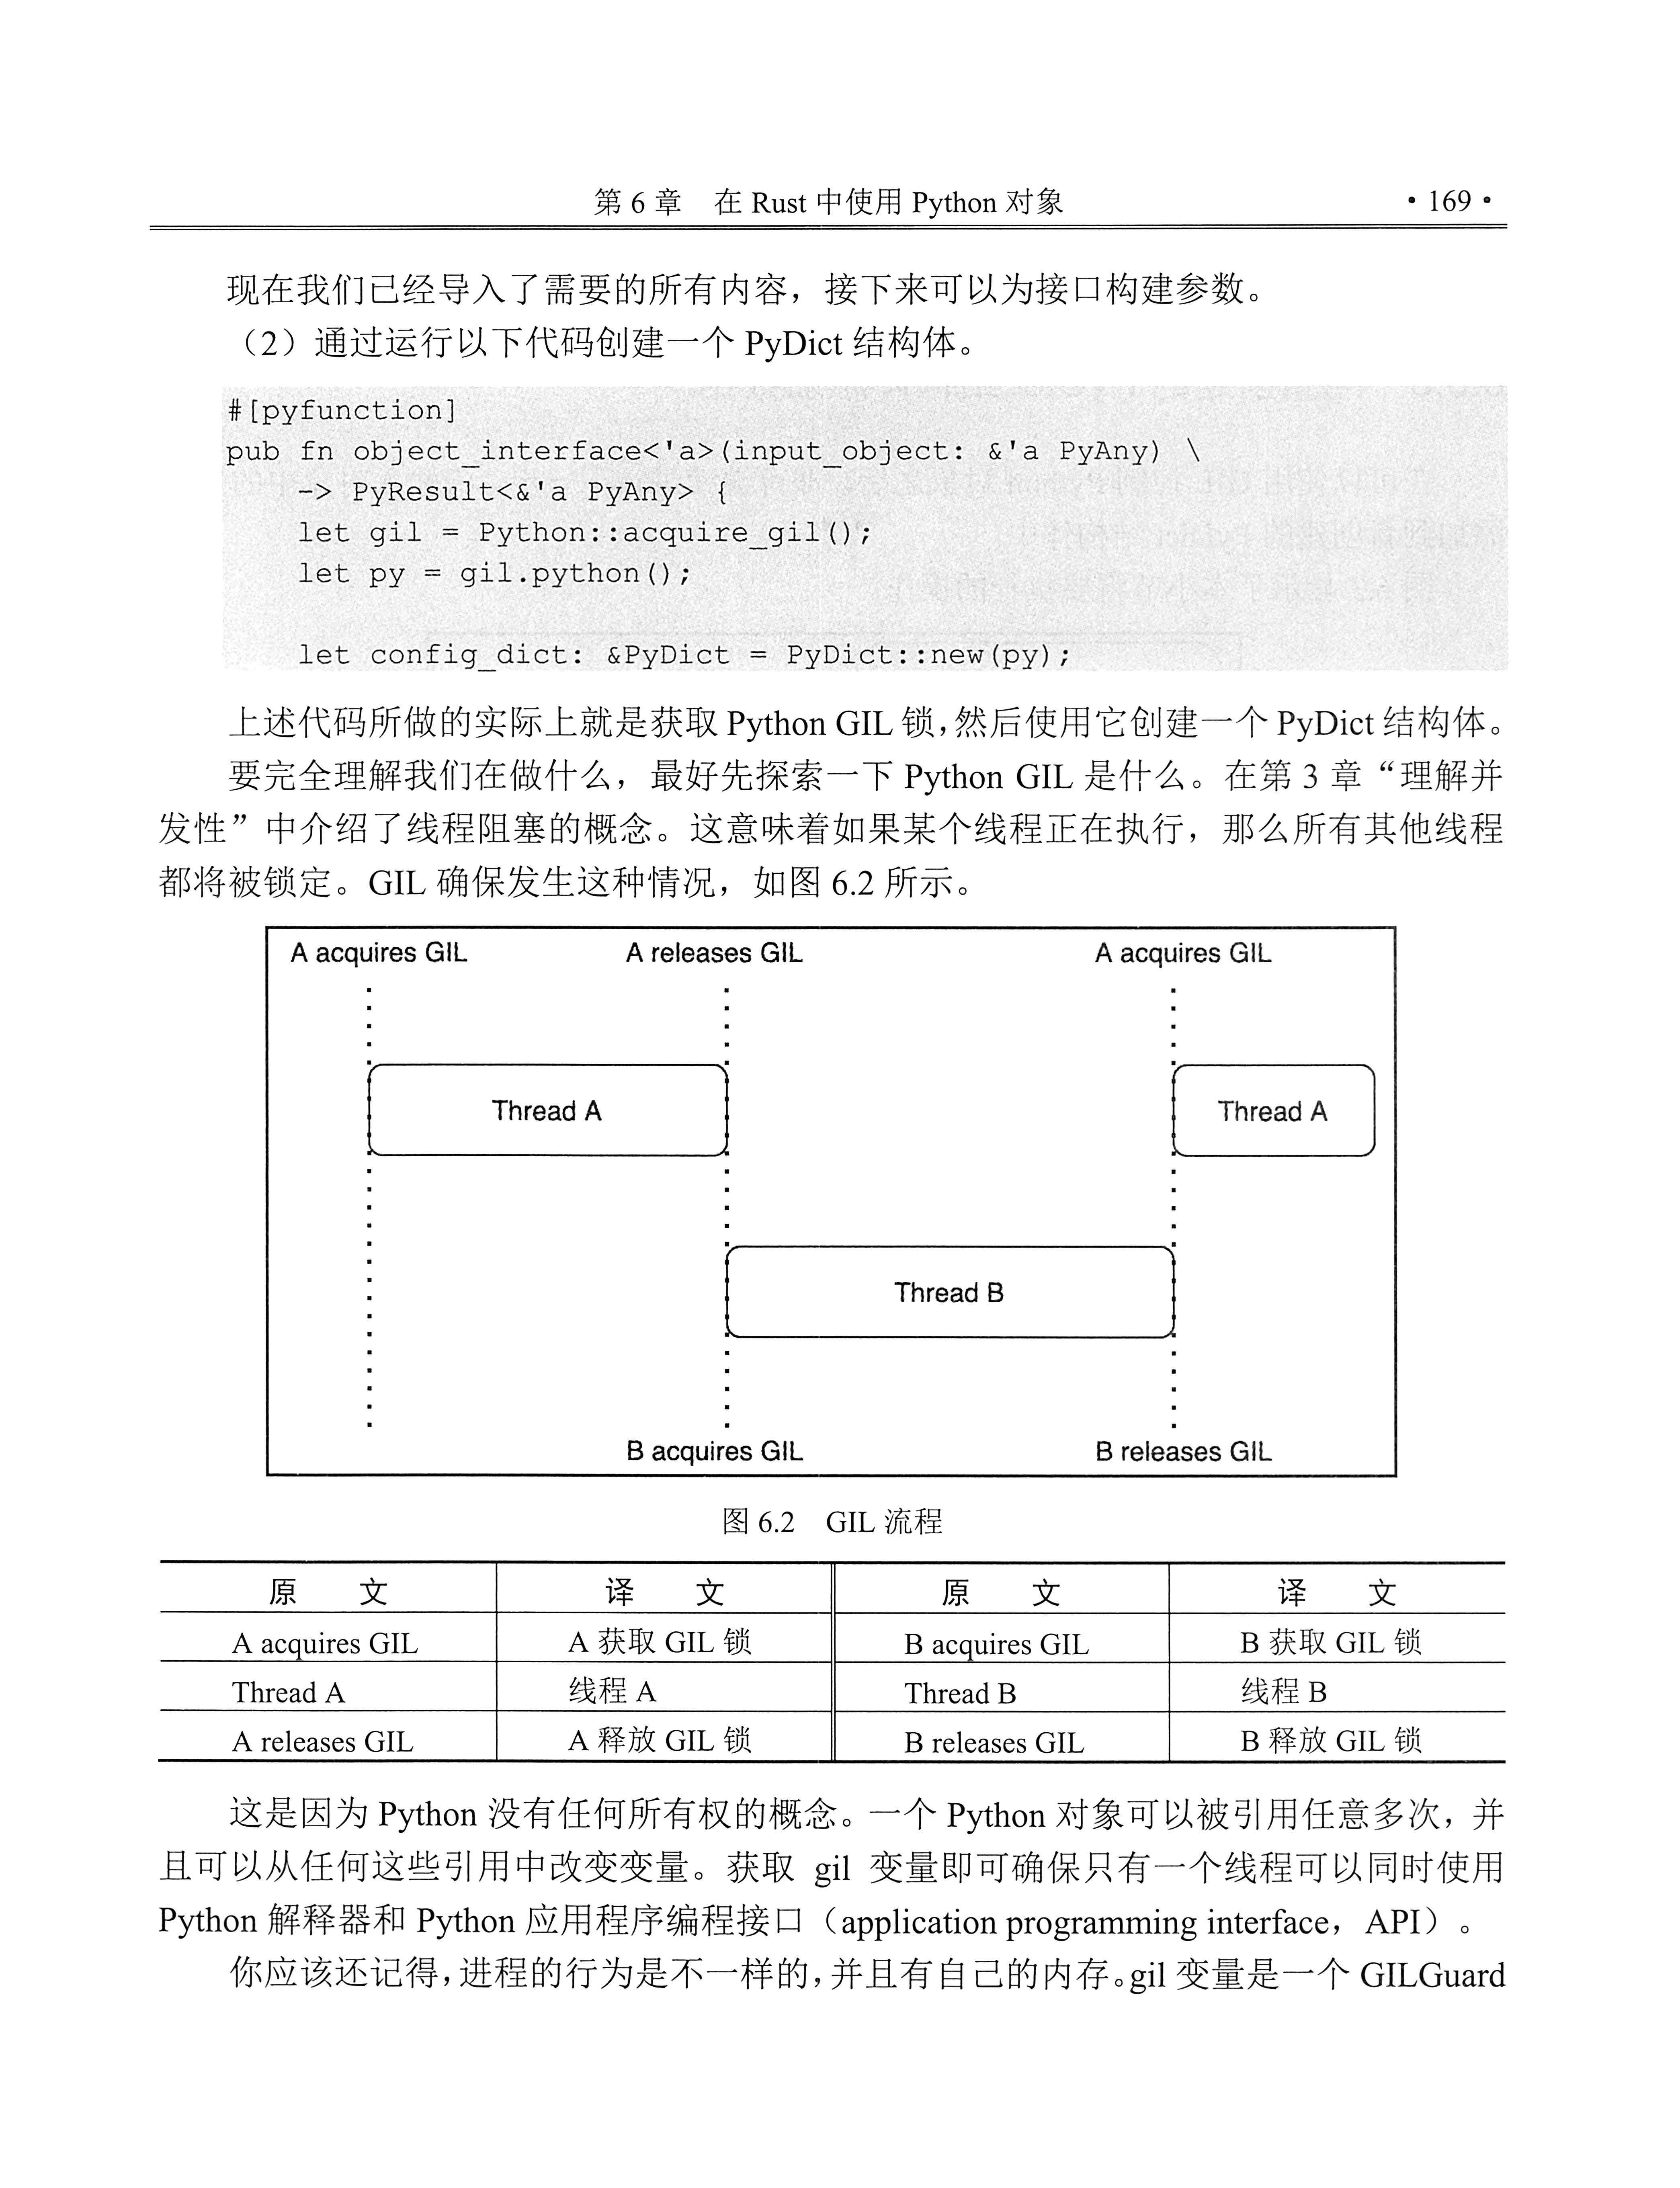 第 6 章 在 Rust 中使用 Python 对象 • 169 •
现在我们已经导入了需要的所有内容，接下来可以为接口构建参数。
（2）通过运行以下代码创建一个 PyDict 结构体。
#[pyfunction]
pub fn object_interface<'a>(input_object: &'a PyAny) \
    -> PyResult<&'a PyAny> {
    let gil = Python::acquire_gil();
    let py = gil.python();
    let config_dict: &PyDict = PyDict::new(py);
上述代码所做的实际上就是获取 Python GIL 锁，然后使用它创建一个 PyDict 结构体。
要完全理解我们在做什么，最好先探索一下 Python GIL 是什么。在第 3 章“理解并
发性”中介绍了线程阻塞的概念。这意味着如果某个线程正在执行，那么所有其他线程
都将被锁定。GIL 确保发生这种情况，如图 6.2 所示。
A acquires GIL A releases GIL A acquires GIL
Thread A Thread A
Thread B
B acquires GIL B releases GIL
图 6.2 GIL 流程
原 文 译 文 原 文 译 文
A acquires GIL A 获取 GIL 锁 B acquires GIL B 获取 GIL 锁
Thread A 线程 A Thread B 线程 B
A releases GIL A 释放 GIL 锁 B releases GIL B 释放 GIL 锁
这是因为 Python 没有任何所有权的概念。一个 Python 对象可以被引用任意多次，并
且可以从任何这些引用中改变变量。获取 gil 变量即可确保只有一个线程可以同时使用
Python 解释器和 Python 应用程序编程接口（application programming interface，API）。
你应该还记得，进程的行为是不一样的，并且有自己的内存。gil 变量是一个 GILGuard